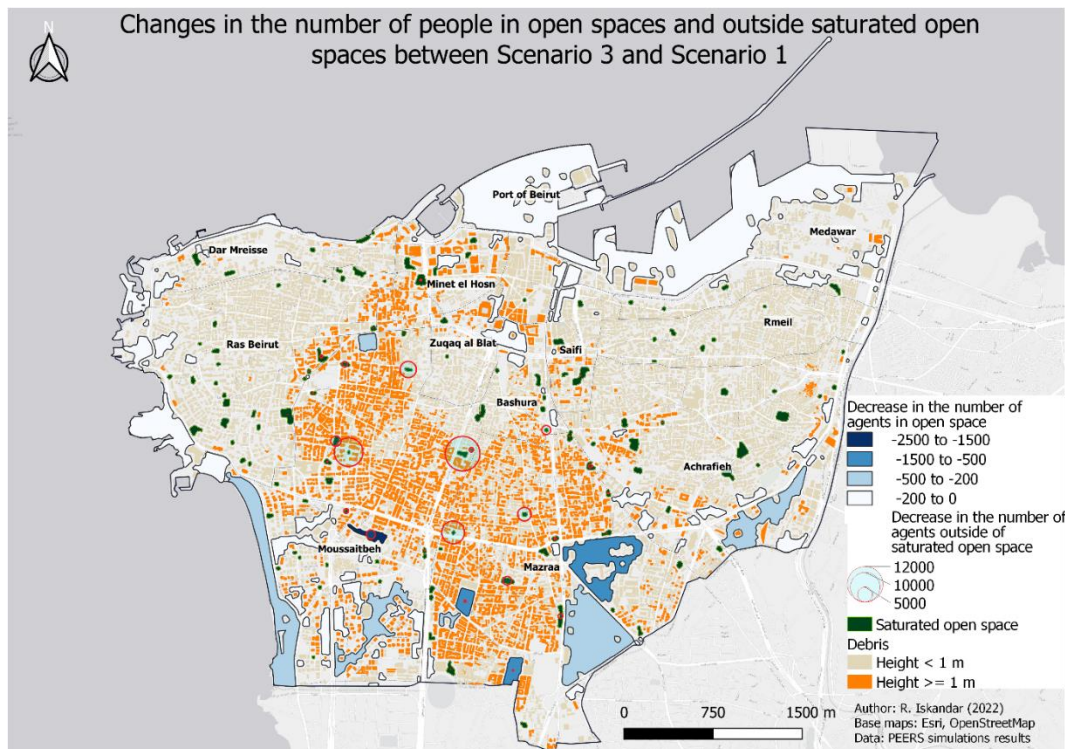 Changes in the number of people in open spaces and outside saturated open
spaces between Scenario 3 and Scenario 1
N
Port of Beirut
Medawar
Dar Mreisse
Minet el Hosn
Rmeil
Ras Beirut
Zuqaq al Blat
Saifi
Bashura
Achrafieh
Moussaitbeh
Mazraa
Decrease in the number of
agents in open space
-2500 to -1500
-1500 to -500
-500 to -200
-200 to 0
Decrease in the number of
agents outside of
saturated open space
12000
10000
5000
Saturated open space
Debris
Height < 1 m
Height >= 1 m
0 750 1500 m
Author: R. Iskandar (2022)
Base maps: Esri, OpenStreetMap
Data: PEERS simulations results